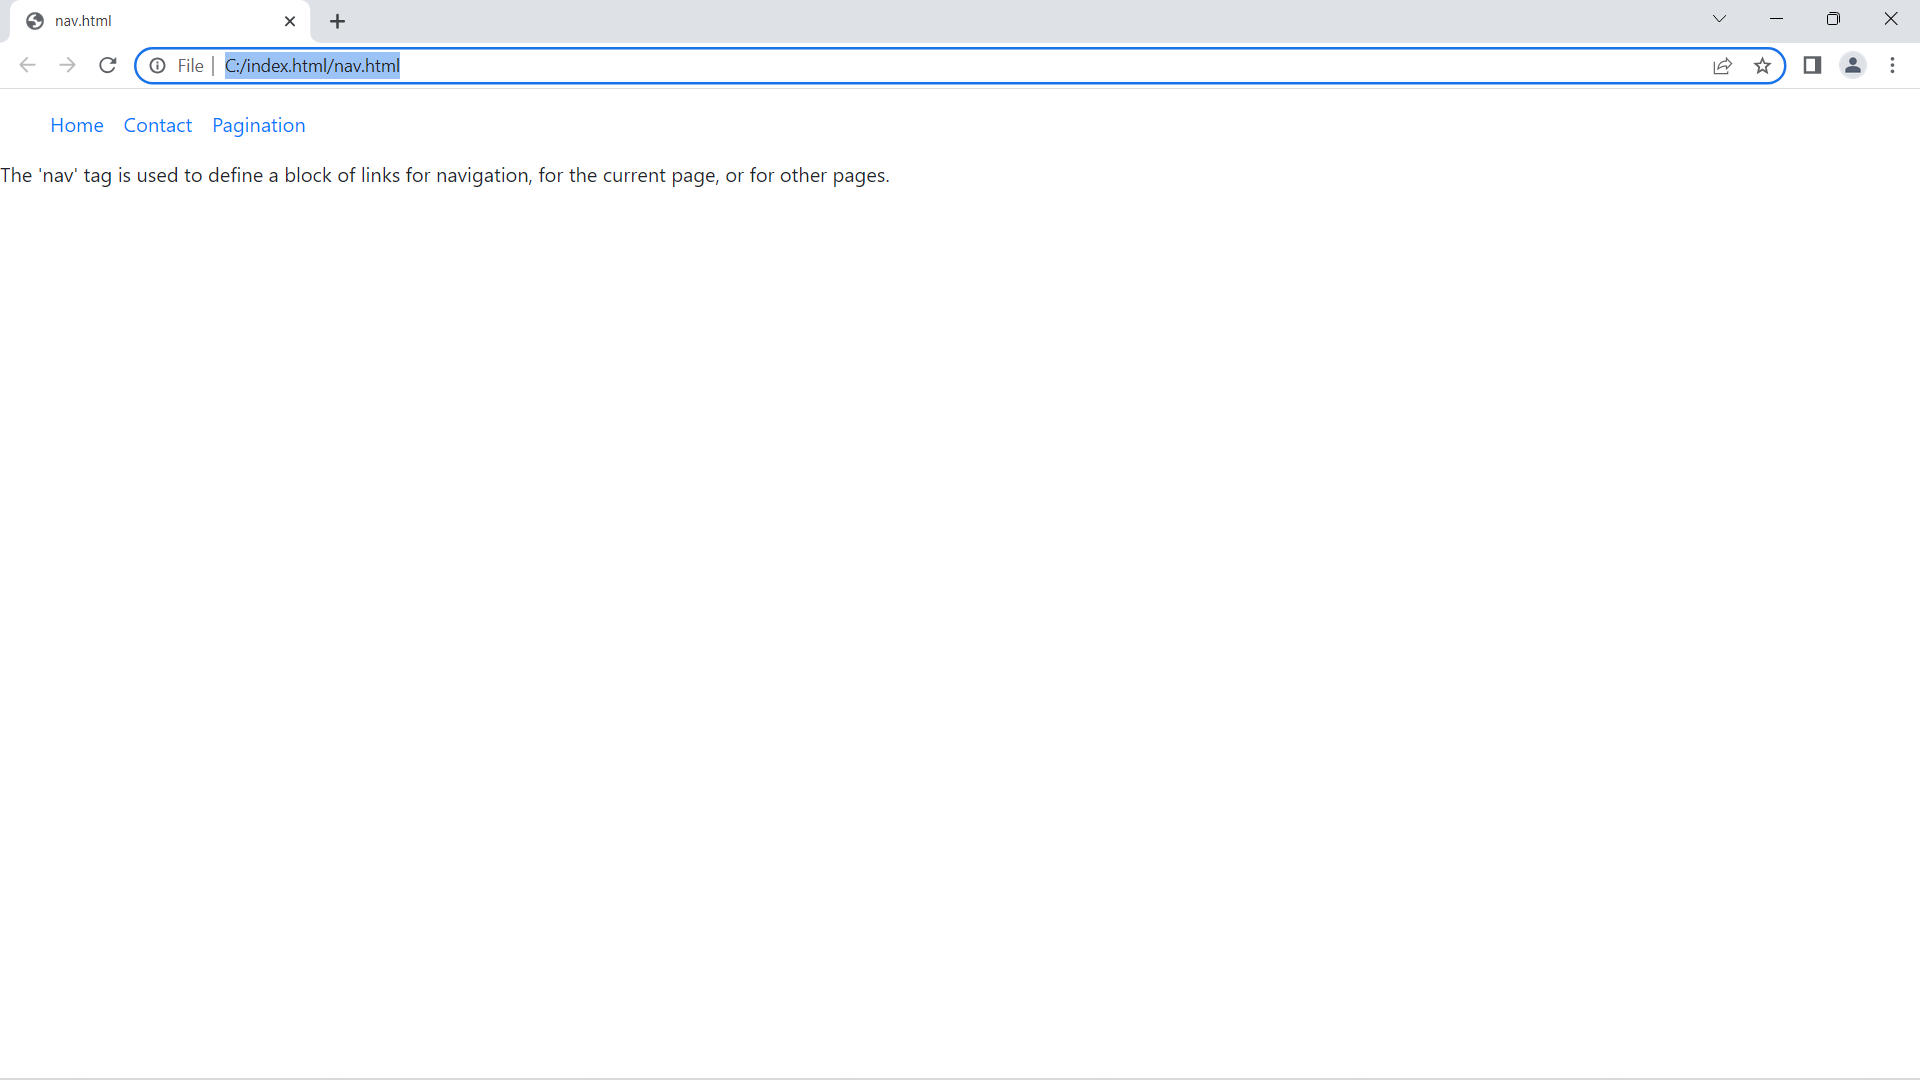 nav.html
File C:/index.html/nav.html
Home Contact Pagination
The 'nav' tag is used to define a block of links for navigation, for the current page, or for other pages.